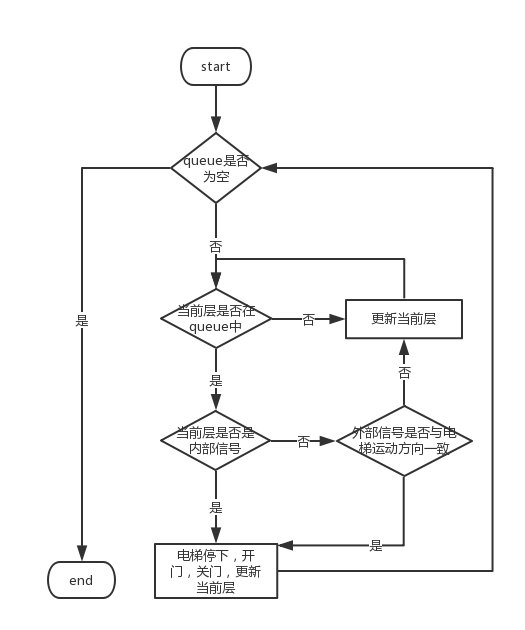 start
queue是否
为空
否
当前层是否在
queue中
否
更新当前层
是
是
否
当前层是否是
内部信号
否
外部信号是否与电
梯运动方向一致
是
是
电梯停下，开
门，关门，更新
当前层
end